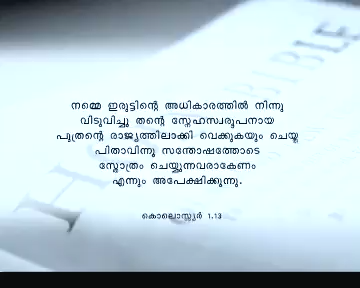 BIBLE
നമ്മെ ഇരുട്ടിന്റെ അധികാരത്തിൽ നിന്നു
വിടുവിച്ചു തന്റെ സ്നേഹസ്വരൂപനായ
പുത്രന്റെ രാജ്യത്തിലാക്കി വെക്കുകയും ചെയ്ത
പിതാവിന്നു സന്തോഷത്തോടെ
സ്തോത്രം ചെയ്യുന്നവരാകേണം
എന്നും അപേക്ഷിക്കുന്നു.
കൊലൊസ്സ്യർ 1.13